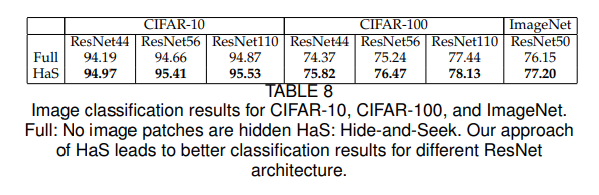 CIFAR-10 CIFAR-100 ImageNet
ResNet44 ResNet56 ResNet110 ResNet44 ResNet56 ResNet110 ResNet50
Full 94.19 94.66 94.87 74.37 75.24 77.44 76.15
HaS 94.97 95.41 95.53 75.82 76.47 78.13 77.20
TABLE 8
Image classification results for CIFAR-10, CIFAR-100, and ImageNet.
Full: No image patches are hidden HaS: Hide-and-Seek. Our approach
of HaS leads to better classification results for different ResNet
architecture.